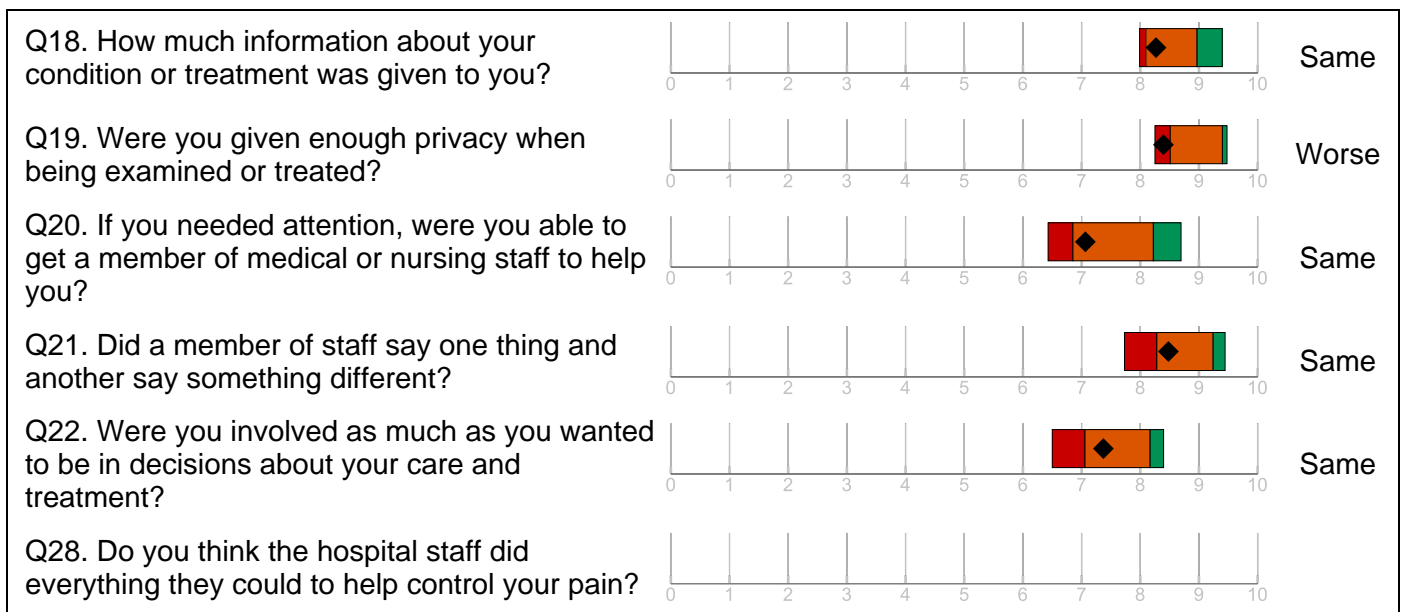 Q18. How much information about your
condition or treatment was given to you?
0 1 2 3 4 5 6 7 8 9 10
Same
Q19. Were you given enough privacy when
being examined or treated?
0 1 2 3 4 5 6 7 8 9 10
Worse
Q20. If you needed attention, were you able to
get a member of medical or nursing staff to help
you?
0 1 2 3 4 5 6 7 8 9 10
Same
Q21. Did a member of staff say one thing and
another say something different?
0 1 2 3 4 5 6 7 8 9 10
Same
Q22. Were you involved as much as you wanted
to be in decisions about your care and
treatment?
0 1 2 3 4 5 6 7 8 9 10
Same
Q28. Do you think the hospital staff did
everything they could to help control your pain?
0 1 2 3 4 5 6 7 8 9 10